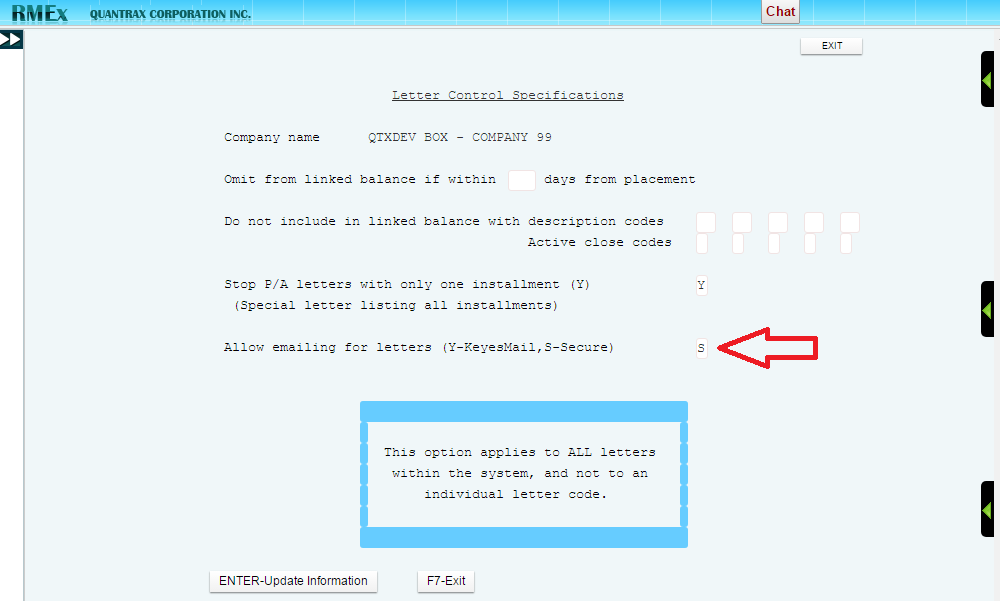 RMEx QUANTRAX CORPORATION INC. Chat
EXIT
Letter Control Specifications
Company name QTXDEV BOX - COMPANY 99
Omit from linked balance if within days from placement
Do not include in linked balance with description codes
Active close codes
Stop P/A letters with only one installment (Y) Y
(Special letter listing all installments)
Allow emailing for letters (Y-KeyesMail,S-Secure) S
This option applies to ALL letters
within the system, and not to an
individual letter code.
ENTER-Update Information F7-Exit